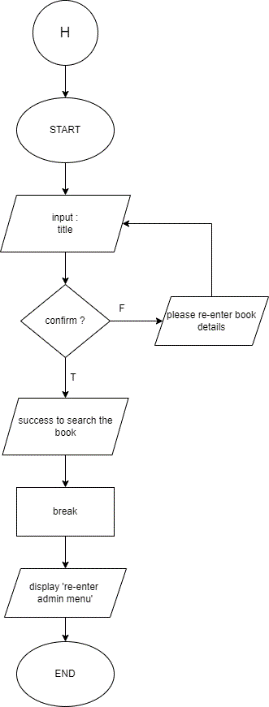 H
START
input :
title
confirm ?
F
please re-enter book
details
T
success to search the
book
break
display 're-enter
admin menu'
END